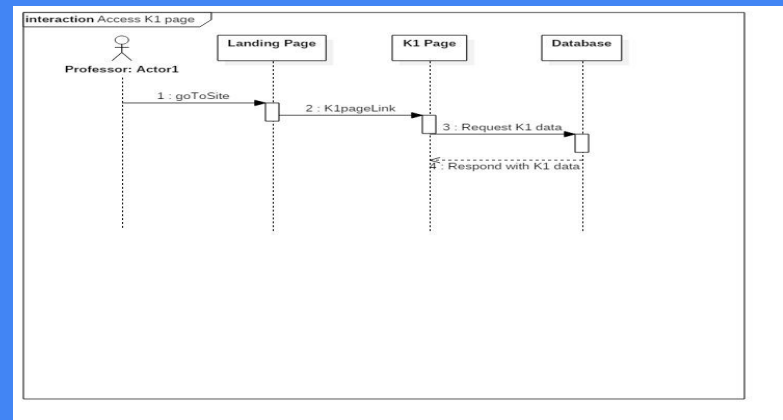 interaction Access K1 page
Landing Page
K1 Page
Database
Professor: Actor1
1 : goToSite
2 : K1pageLink
3 : Request K1 data
4 : Respond with K1 data